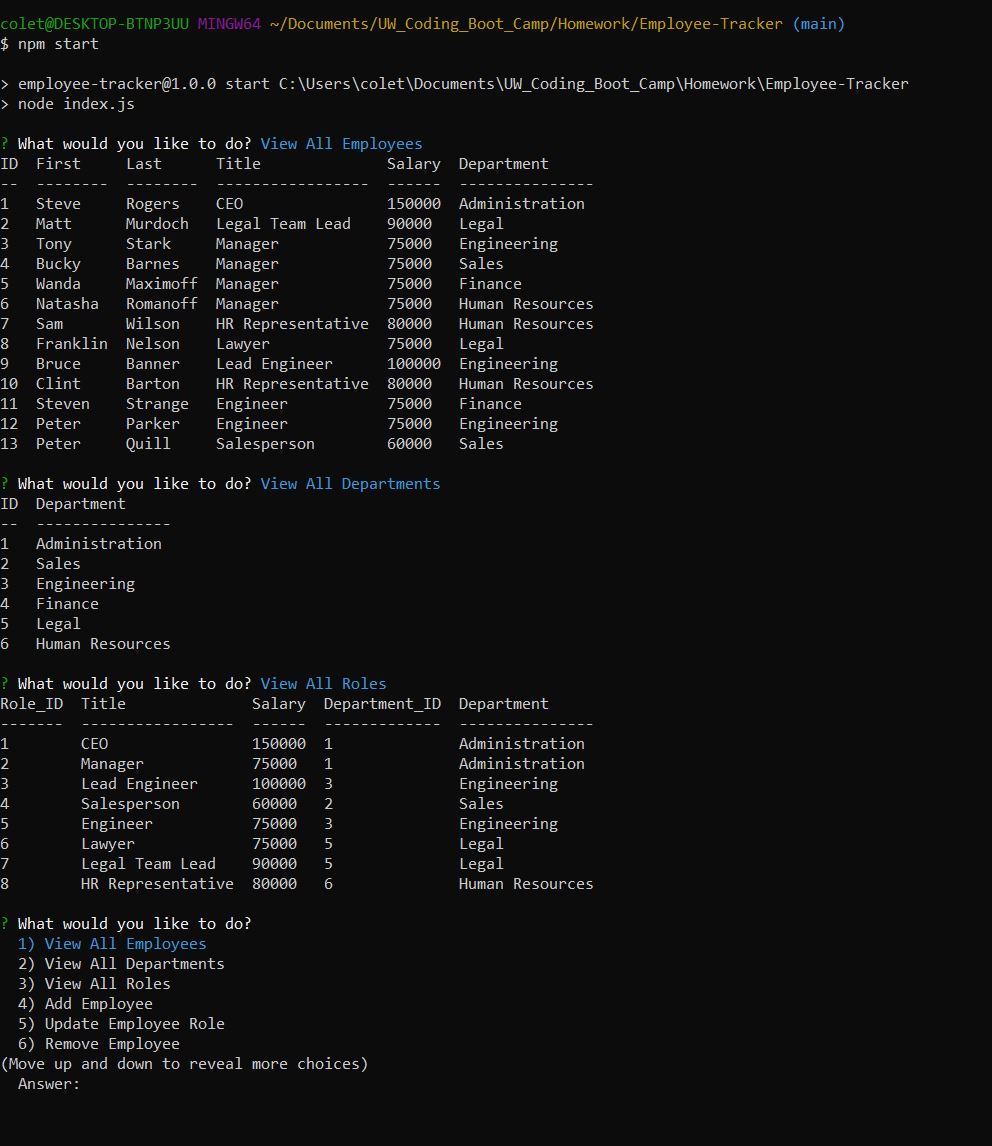 colet@DESKTOP-BTNP3UU MINGW64 ~/Documents/UW_Coding_Boot_Camp/Homework/Employee-Tracker (main)
$ npm start
> employee-tracker@1.0.0 start C:\Users\colet\Documents\UW_Coding_Boot_Camp\Homework\Employee-Tracker
> node index.js
? What would you like to do? View All Employees
ID  First     Last      Title              Salary  Department
--  --------  --------  -----------------  ------  ---------------
1   Steve     Rogers    CEO                150000  Administration
2   Matt      Murdoch   Legal Team Lead    90000   Legal
3   Tony      Stark     Manager            75000   Engineering
4   Bucky     Barnes    Manager            75000   Sales
5   Wanda     Maximoff  Manager            75000   Finance
6   Natasha   Romanoff  Manager            75000   Human Resources
7   Sam       Wilson    HR Representative  80000   Human Resources
8   Franklin  Nelson    Lawyer             75000   Legal
9   Bruce     Banner    Lead Engineer      100000  Engineering
10  Clint     Barton    HR Representative  80000   Human Resources
11  Steven    Strange   Engineer           75000   Finance
12  Peter     Parker    Engineer           75000   Engineering
13  Peter     Quill     Salesperson        60000   Sales
? What would you like to do? View All Departments
ID  Department
--  ---------------
1   Administration
2   Sales
3   Engineering
4   Finance
5   Legal
6   Human Resources
? What would you like to do? View All Roles
Role_ID  Title              Salary  Department_ID  Department
-------  -----------------  ------  -------------  ---------------
1        CEO                150000  1              Administration
2        Manager            75000   1              Administration
3        Lead Engineer      100000  3              Engineering
4        Salesperson        60000   2              Sales
5        Engineer           75000   3              Engineering
6        Lawyer             75000   5              Legal
7        Legal Team Lead    90000   5              Legal
8        HR Representative  80000   6              Human Resources
? What would you like to do?
  1) View All Employees
  2) View All Departments
  3) View All Roles
  4) Add Employee
  5) Update Employee Role
  6) Remove Employee
(Move up and down to reveal more choices)
  Answer: